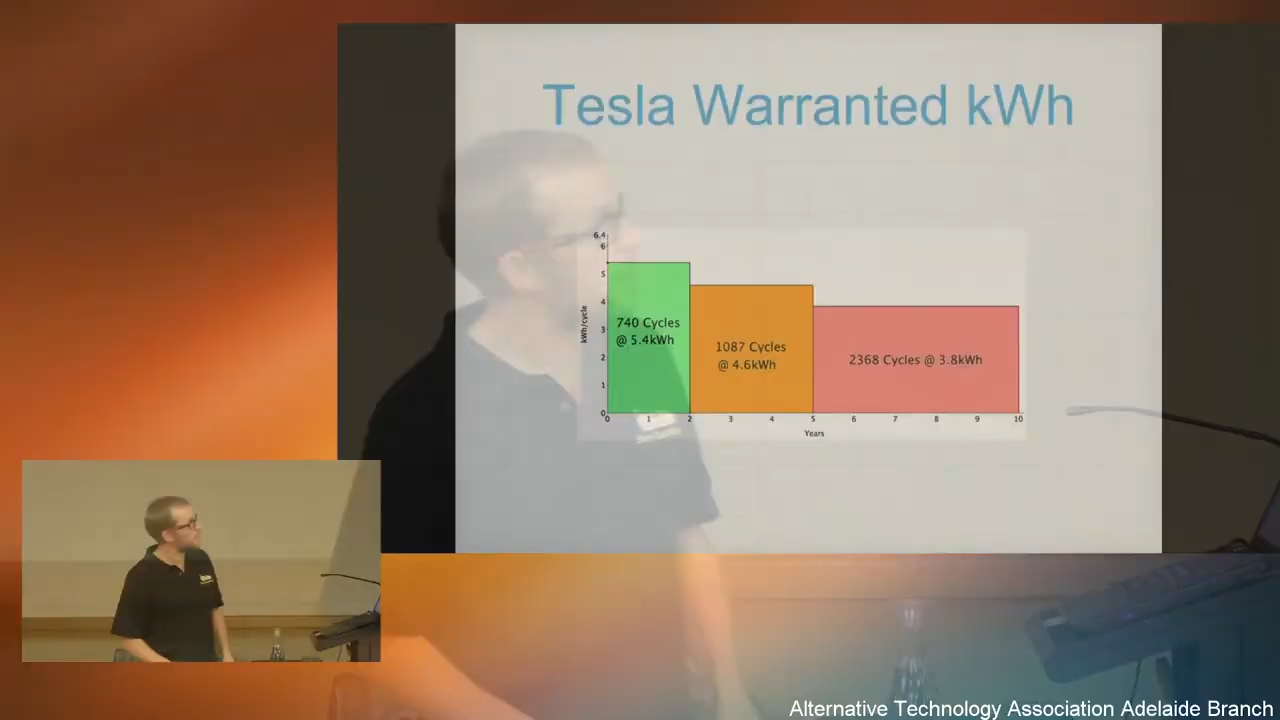 Tesla Warranted kWh
6.4
6
5
4
3
2
1
0
kWh/cycle
740 Cycles
@ 5.4kWh
1087 Cycles
@ 4.6kWh
2368 Cycles @ 3.8kWh
0 1 2 3 4 5 6 7 8 9 10
Years
Alternative Technology Association Adelaide Branch